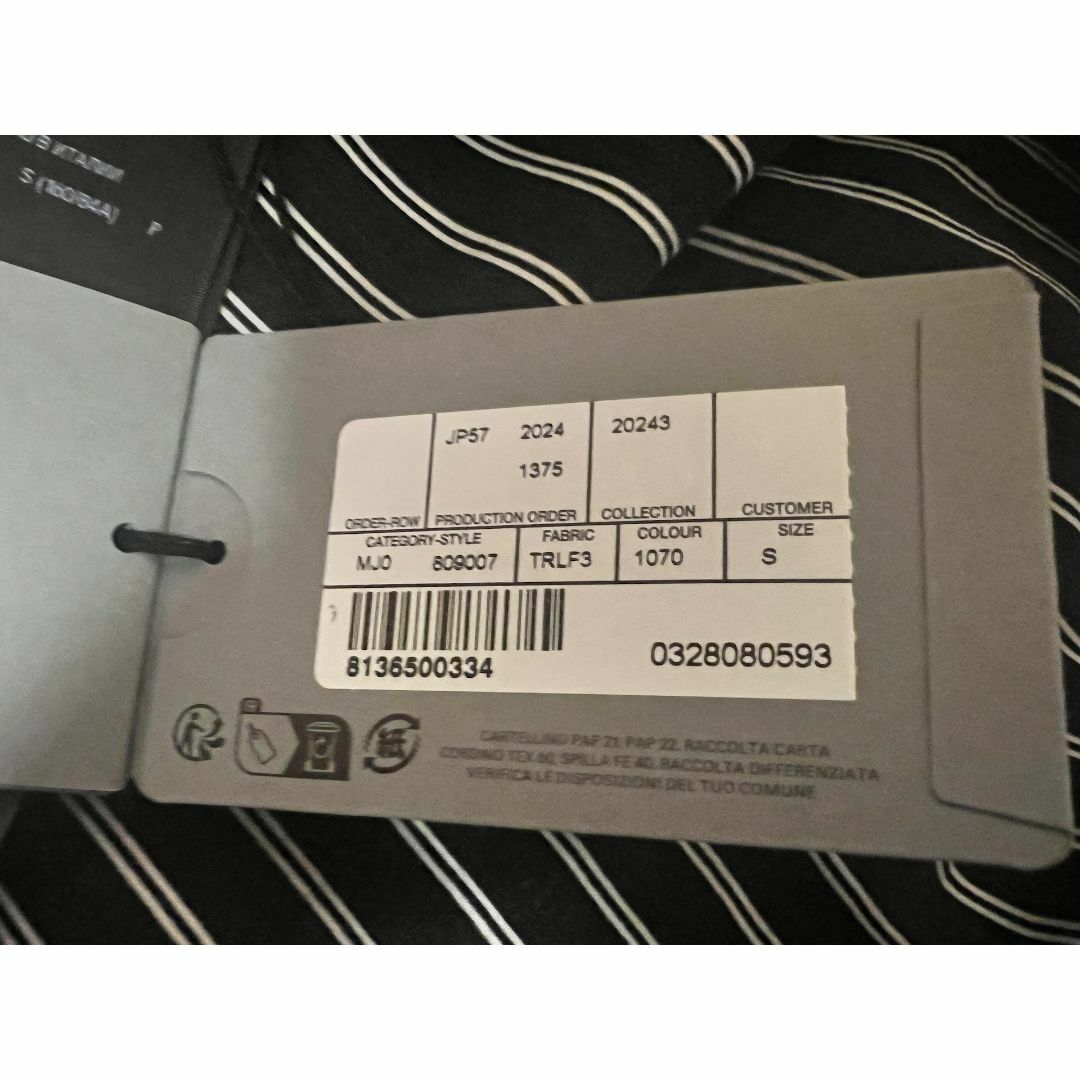 В ИТАЛИИ
S (160/84A) P
JP57 2024 20243
1375
ORDER-ROW PRODUCTION ORDER COLLECTION CUSTOMER
CATEGORY-STYLE FABRIC COLOUR SIZE
MJ0 809007 TRLF3 1070 S
8136500334 0328080593
CARTELLINO PAP 21, PAP 22, RACCOLTA CARTA
CORDINO TEX 60, SPILLA FE 40, RACCOLTA DIFFERENZIATA
VERIFICA LE DISPOSIZIONI DEL TUO COMUNE